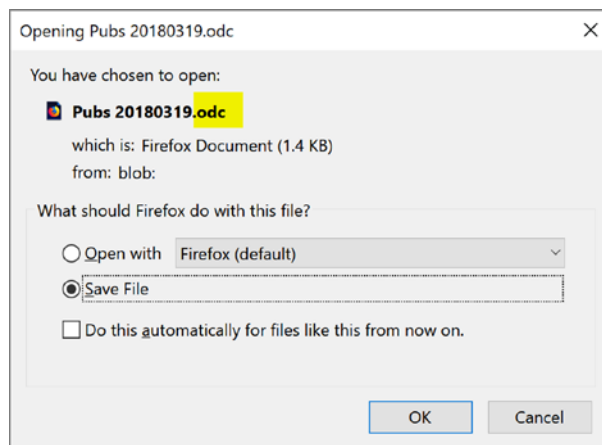 Opening Pubs 20180319.odc
You have chosen to open:
Pubs 20180319.odc
which is: Firefox Document (1.4 KB)
from: blob:
What should Firefox do with this file?
Open with Firefox (default)
Save File
Do this automatically for files like this from now on.
OK Cancel